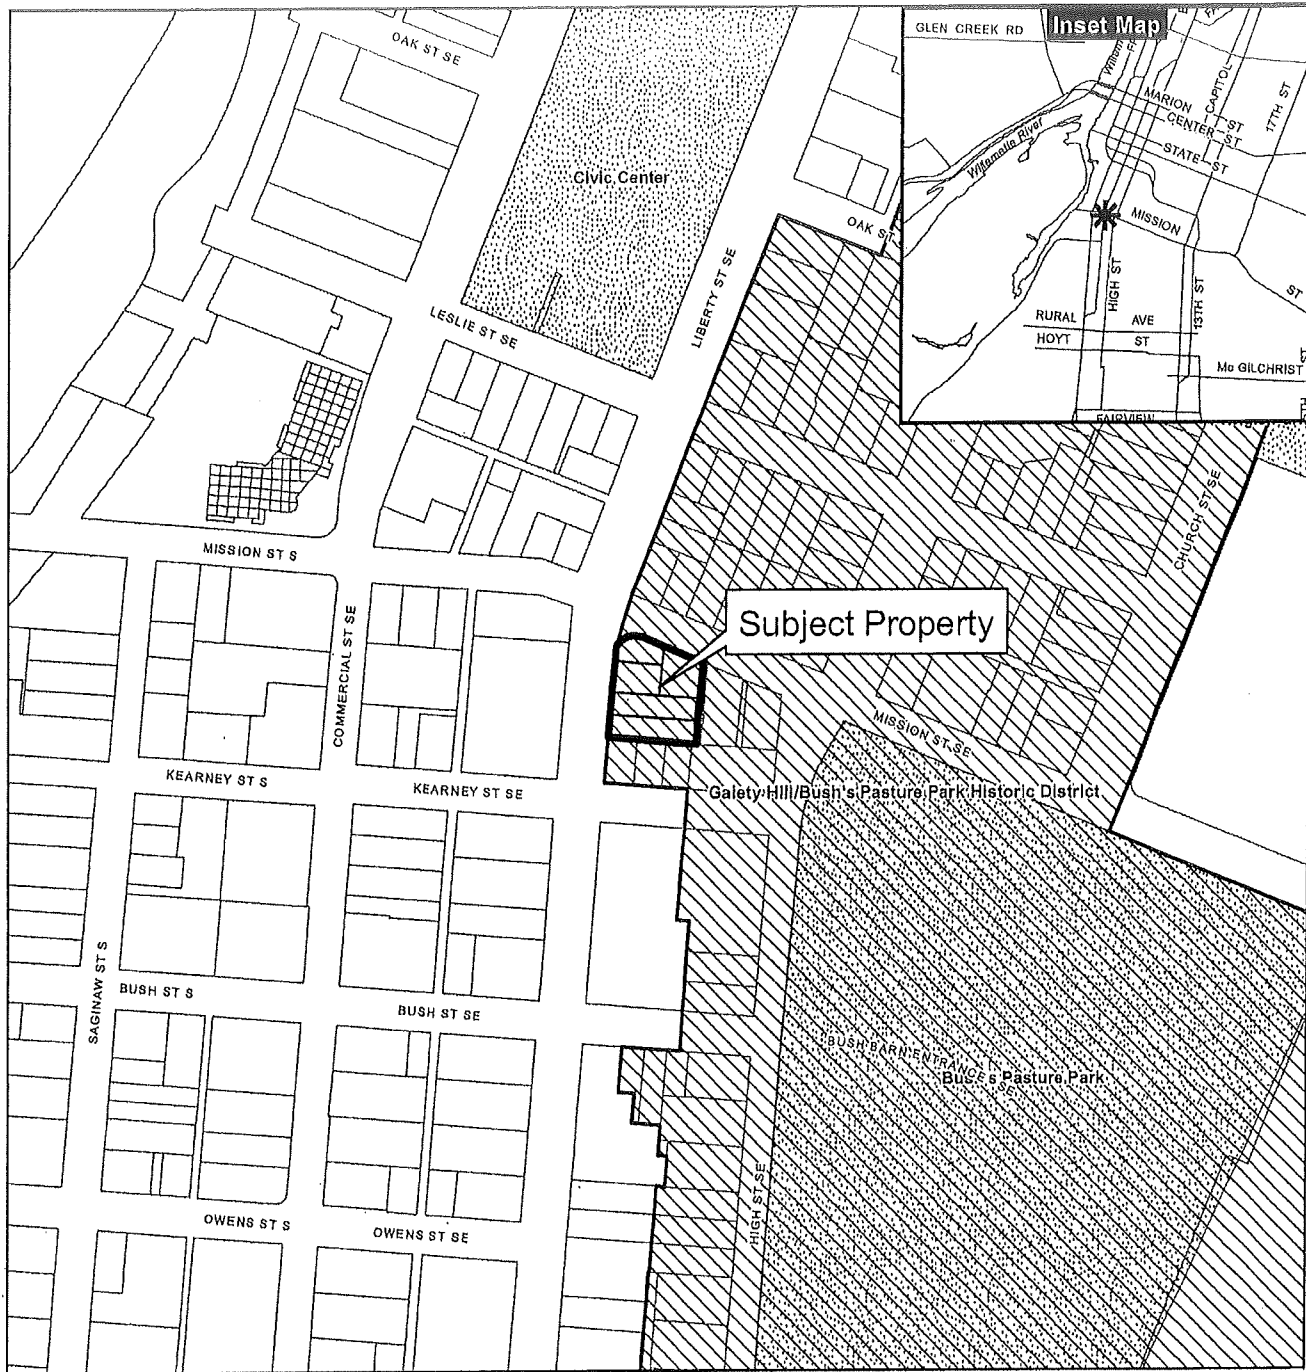 OAK ST SE
Civic Center
OAK ST
LIBERTY ST SE
LESLIE ST SE
CHURCH ST SE
MISSION ST S
COMMERCIAL ST SE
Subject Property
MISSION ST SE
KEARNEY ST S
KEARNEY ST SE
Gaiety Hill/Bush's Pasture Park Historic District
SAGINAW ST S
BUSH ST S
BUSH ST SE
BUSH BARN ENTRANCE
Bus s Pasture Park
HIGH ST SE
OWENS ST S
OWENS ST SE
Inset Map
GLEN CREEK RD
Willamette River
MARION ST
CENTER ST
STATE ST
CAPITOL
17TH ST
MISSION
ST
HIGH ST
13TH ST
RURAL AVE
HOYT ST
Mc GILCHRIST
FAIRVIEW